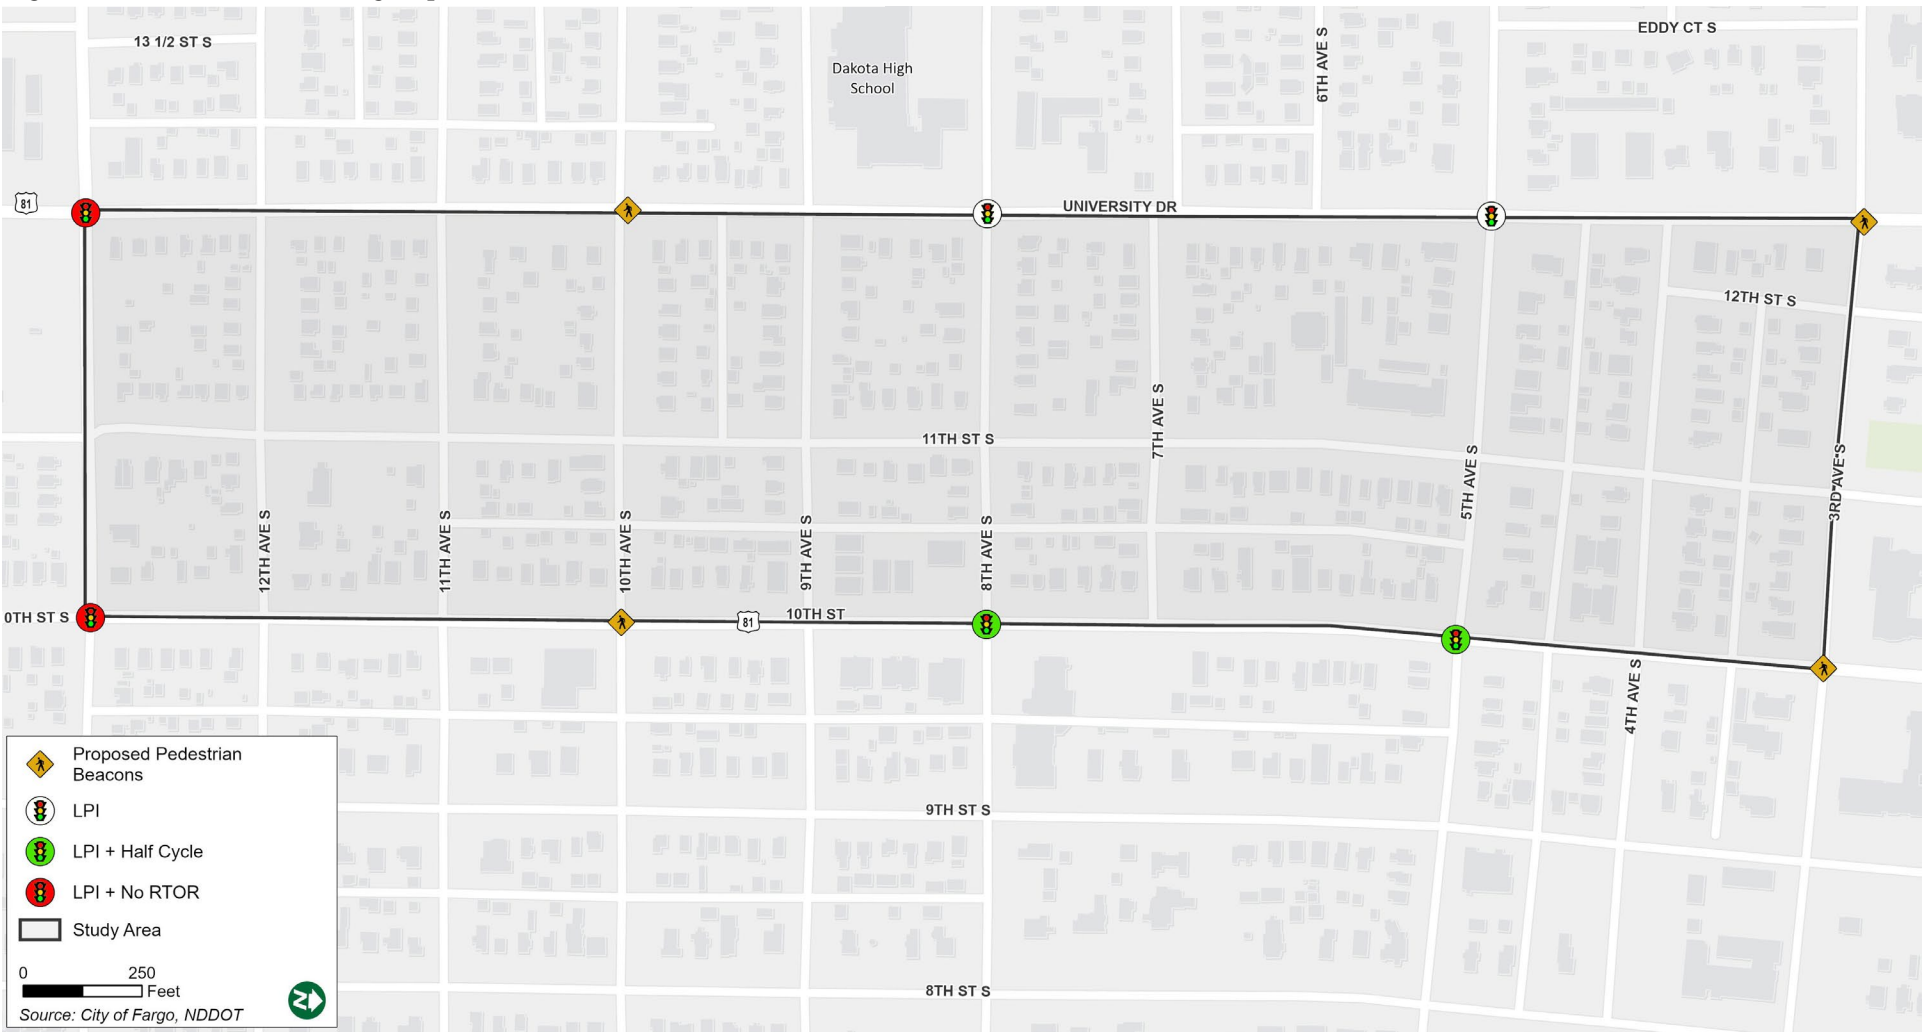 13 1/2 ST S
Dakota High
School
6TH AVE S
EDDY CT S
81
UNIVERSITY DR
12TH ST S
7TH AVE S
11TH ST S
5TH AVE S
3RD AVE S
12TH AVE S
11TH AVE S
10TH AVE S
9TH AVE S
8TH AVE S
0TH ST S
81
10TH ST
4TH AVE S
9TH ST S
8TH ST S
Proposed Pedestrian
Beacons
LPI
LPI + Half Cycle
LPI + No RTOR
Study Area
0 250
Feet
Source: City of Fargo, NDDOT
N